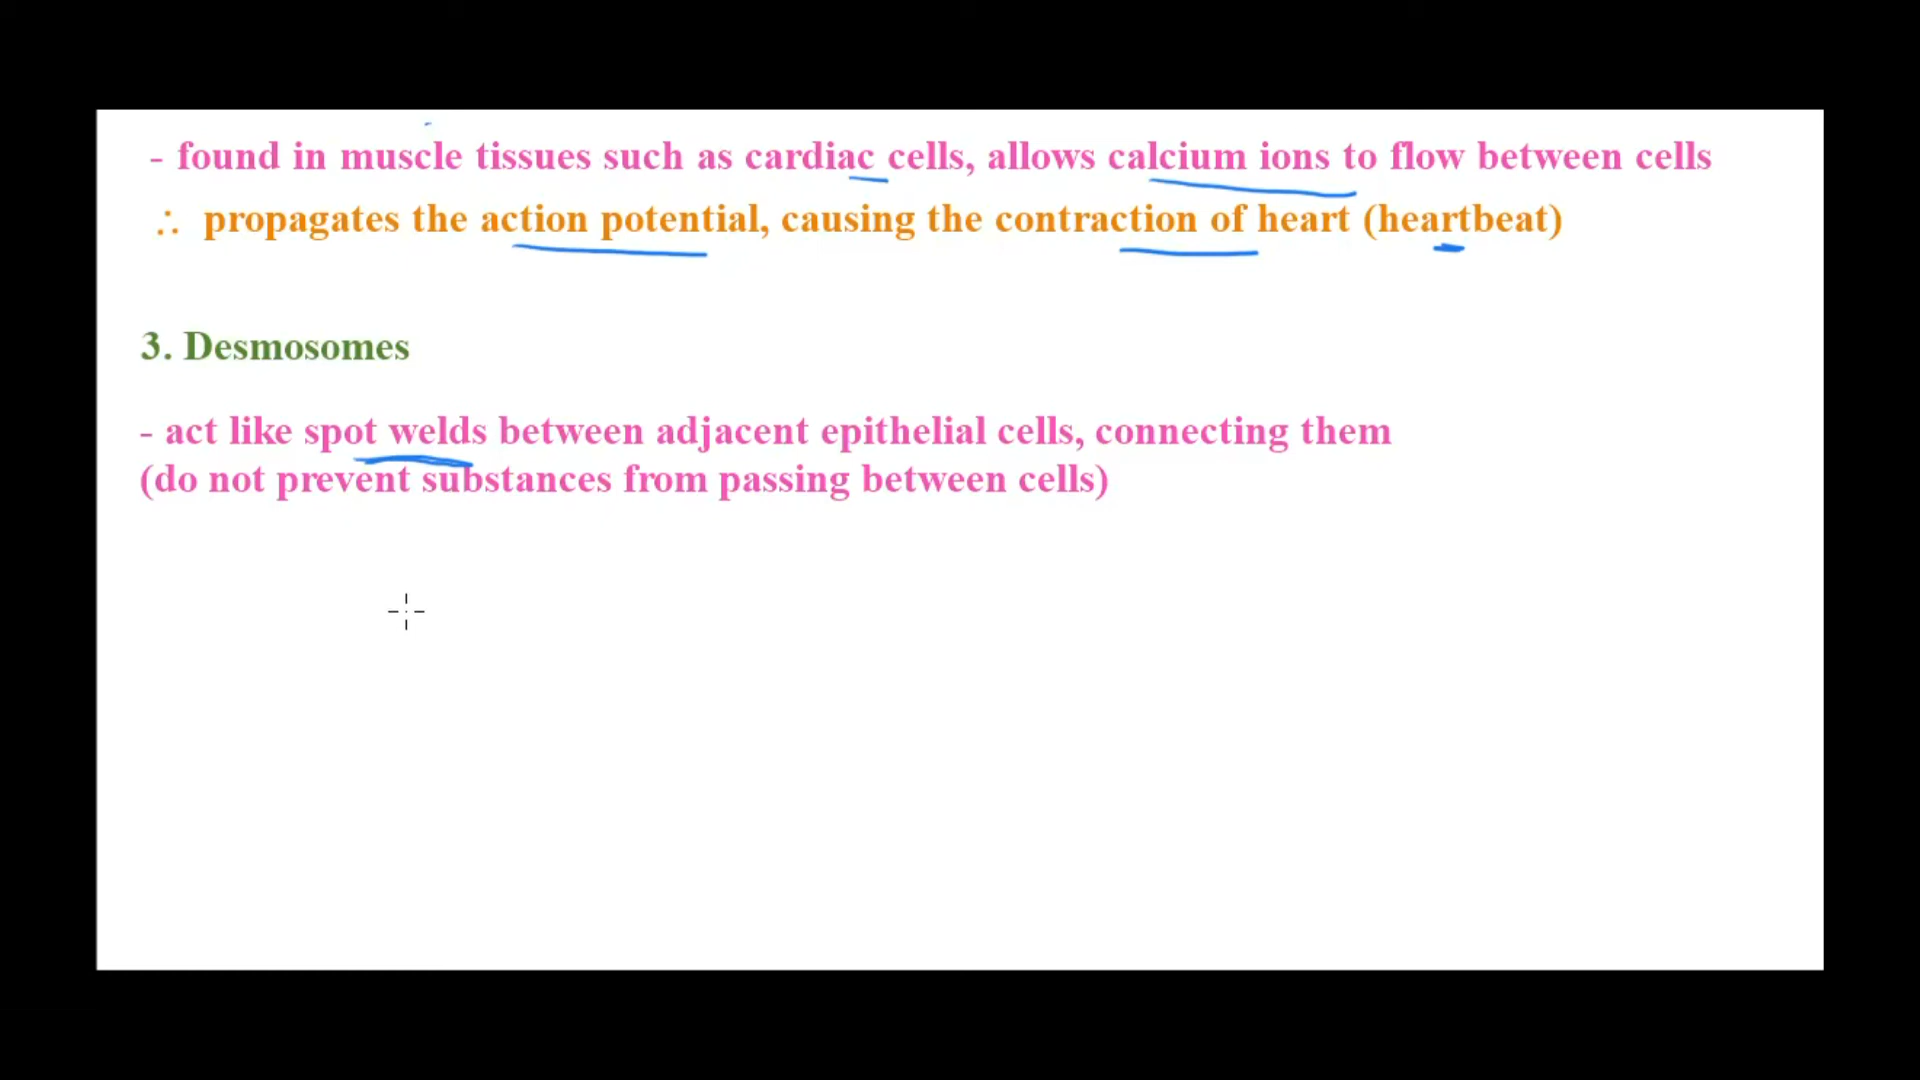 - found in muscle tissues such as cardiac cells, allows calcium ions to flow between cells
∴ propagates the action potential, causing the contraction of heart (heartbeat)
3. Desmosomes
- act like spot welds between adjacent epithelial cells, connecting them
(do not prevent substances from passing between cells)